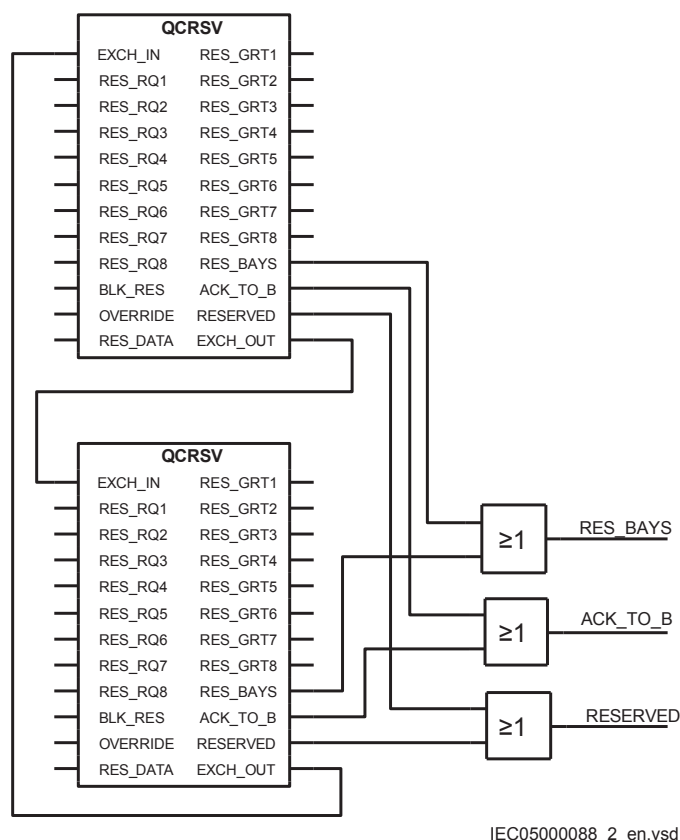 QCRSV
EXCH_IN RES_GRT1
RES_RQ1 RES_GRT2
RES_RQ2 RES_GRT3
RES_RQ3 RES_GRT4
RES_RQ4 RES_GRT5
RES_RQ5 RES_GRT6
RES_RQ6 RES_GRT7
RES_RQ7 RES_GRT8
RES_RQ8 RES_BAYS
BLK_RES ACK_TO_B
OVERRIDE RESERVED
RES_DATA EXCH_OUT
QCRSV
EXCH_IN RES_GRT1
RES_RQ1 RES_GRT2
RES_RQ2 RES_GRT3
RES_RQ3 RES_GRT4
RES_RQ4 RES_GRT5
RES_RQ5 RES_GRT6
RES_RQ6 RES_GRT7
RES_RQ7 RES_GRT8
RES_RQ8 RES_BAYS
BLK_RES ACK_TO_B
OVERRIDE RESERVED
RES_DATA EXCH_OUT
≥1 RES_BAYS
≥1 ACK_TO_B
≥1 RESERVED
IEC05000088_2_en.vsd